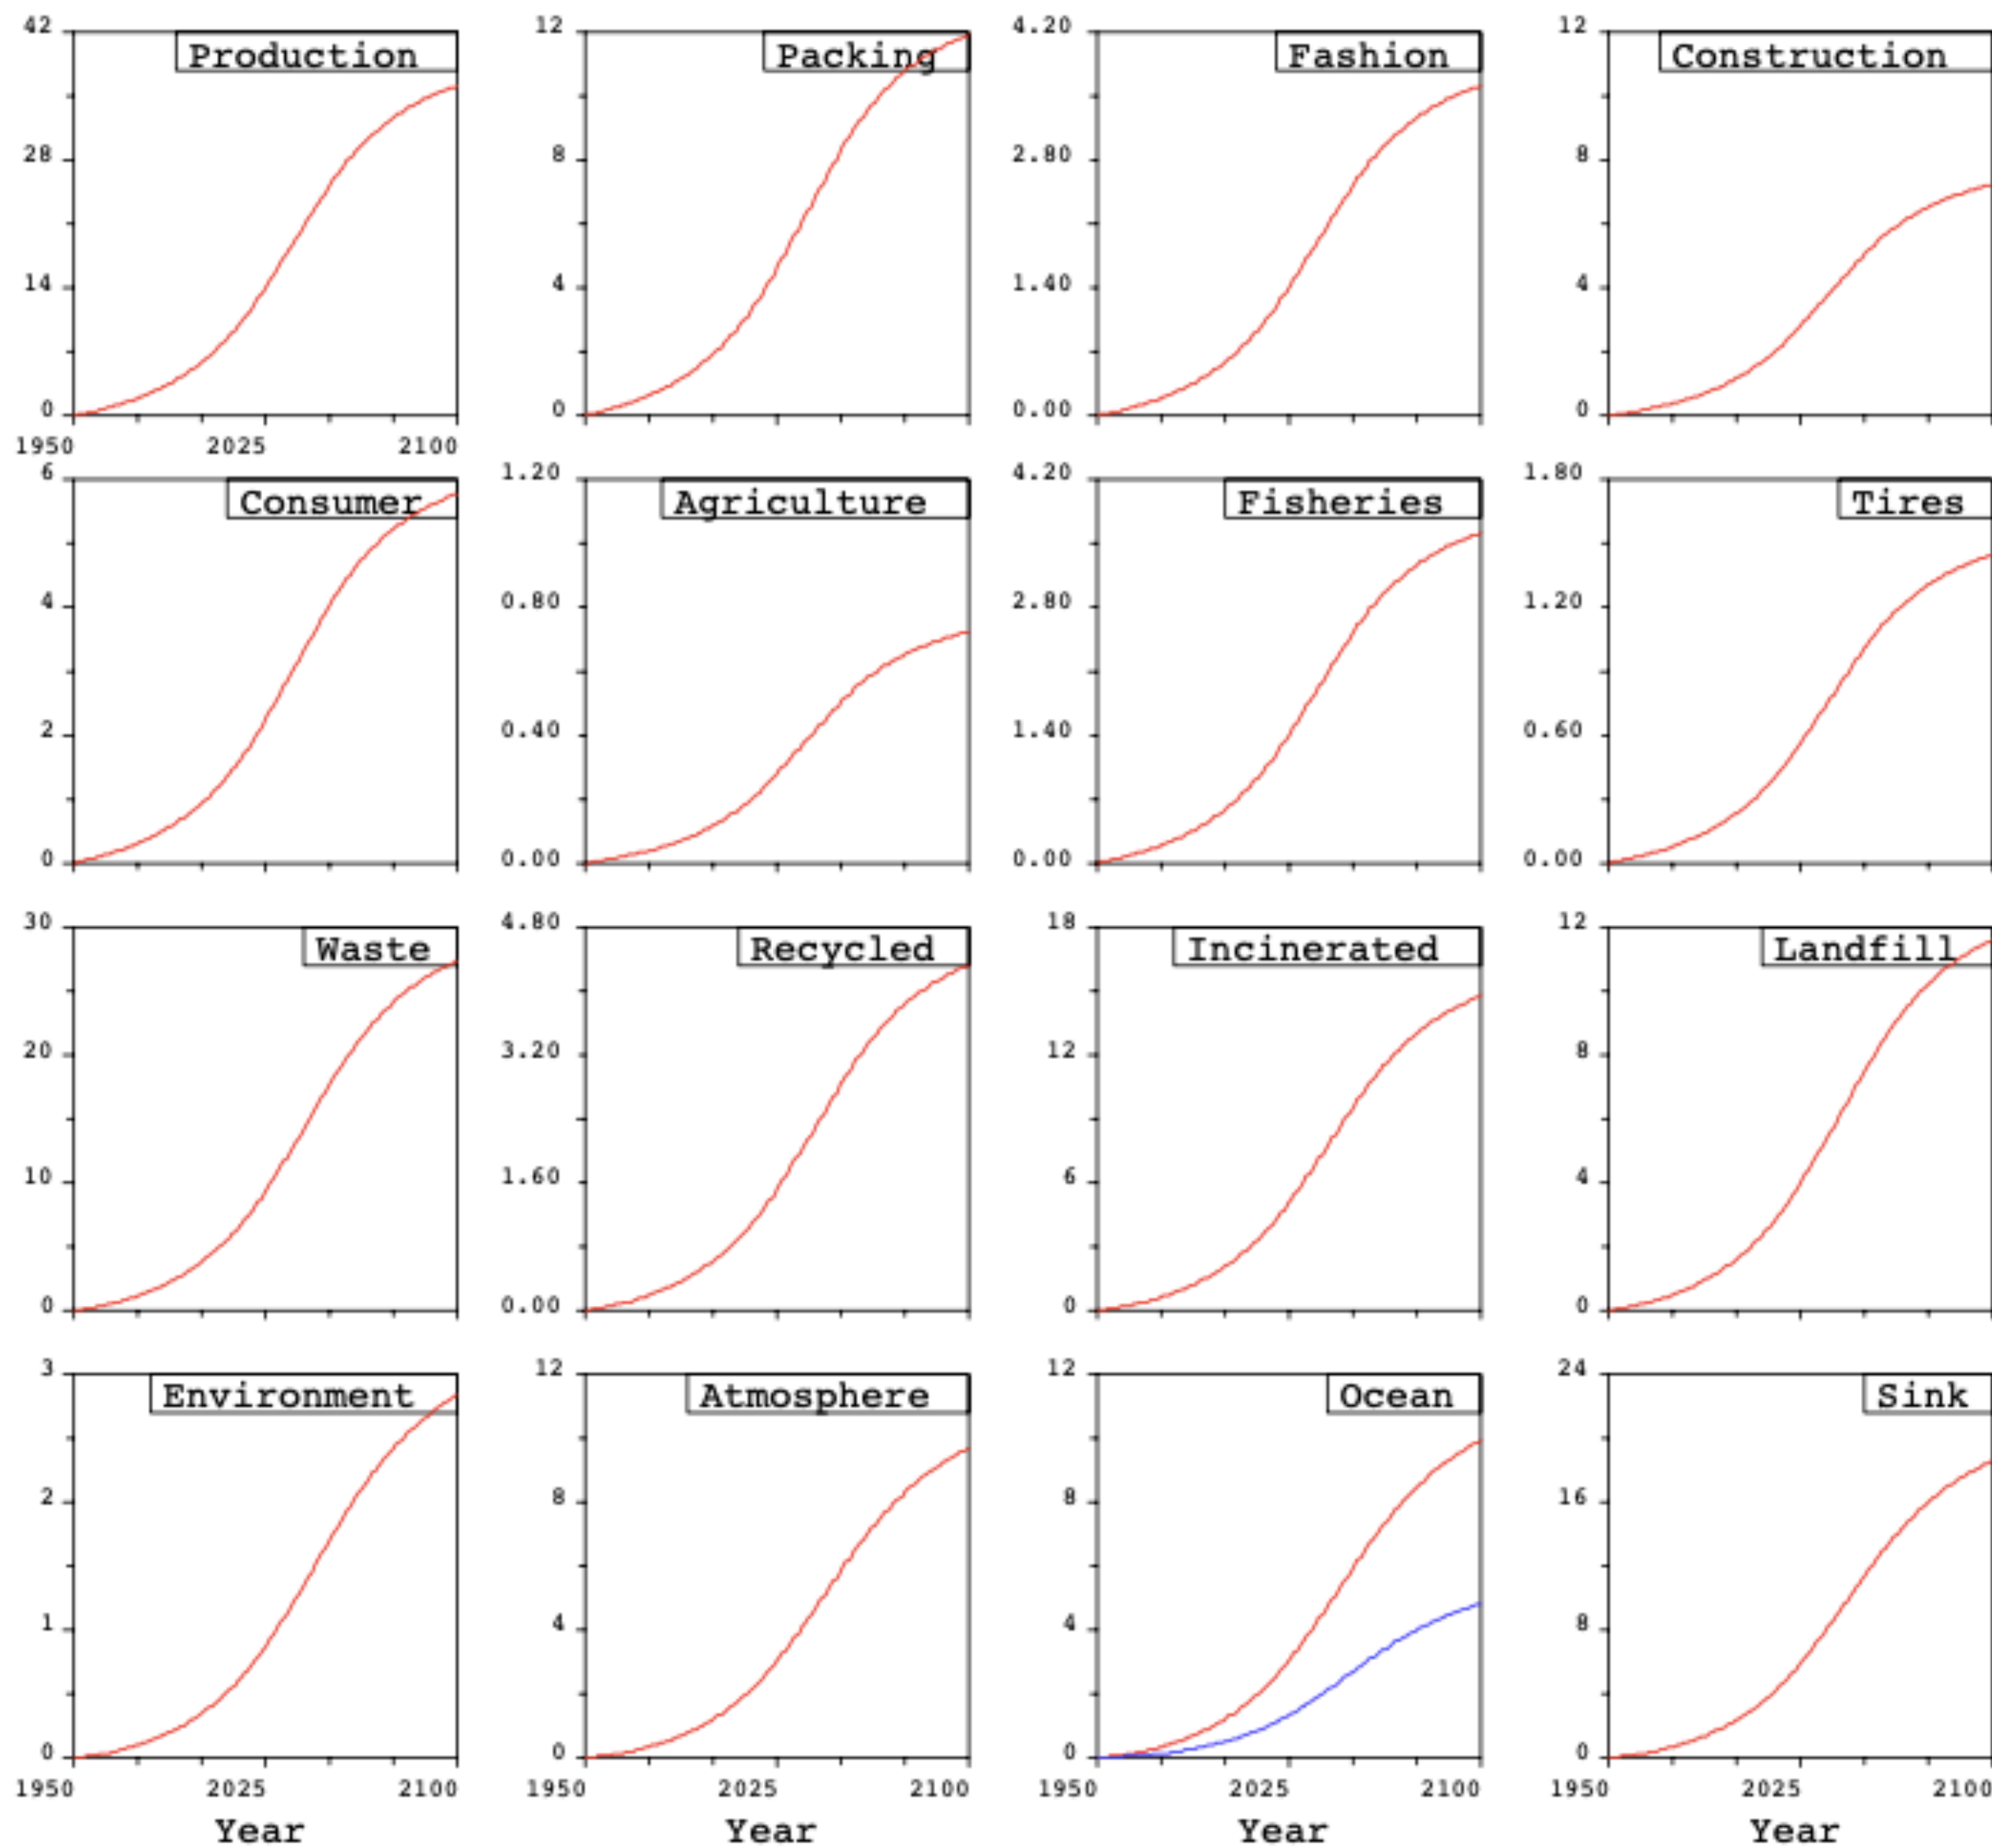 42 12 4.20 12
Production Packing Fashion Construction
28 8 2.80 8
14 4 1.40 4
0 0 0.00 0
1950 2025 2100
6 1.20 4.20 1.80
Consumer Agriculture Fisheries Tires
4 0.80 2.80 1.20
2 0.40 1.40 0.60
0 0.00 0.00 0.00
30 4.80 18 12
Waste Recycled Incinerated Landfill
20 3.20 12 8
10 1.60 6 4
0 0.00 0 0
3 12 12 24
Environment Atmosphere Ocean Sink
2 8 8 16
1 4 4 8
0 0 0 0
1950 2025 2100 1950 2025 2100 1950 2025 2100 1950 2025 2100
Year Year Year Year